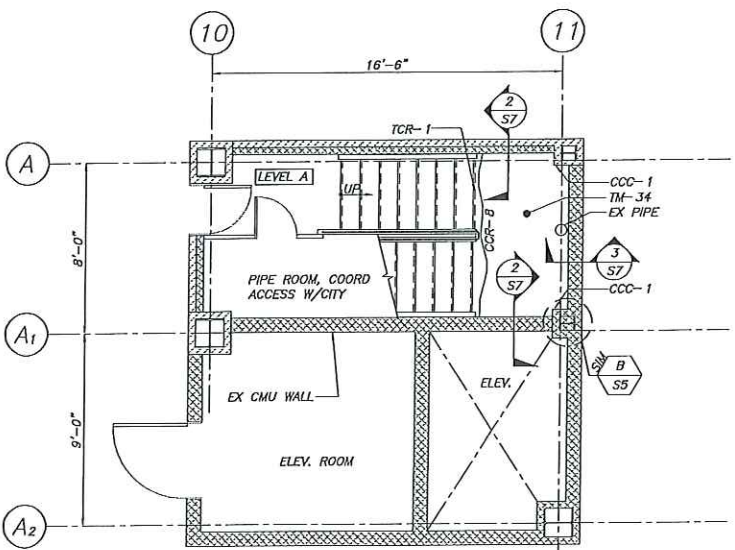 10
11
16'-6"
2
S7
TCR-1
A
LEVEL A
UP
CCC-1
TM-34
EX PIPE
CCR-8
8'-0"
3
S7
PIPE ROOM, COORD
ACCESS W/CITY
2
S7
CCC-1
A1
SIM
B
S5
EX CMU WALL
ELEV.
9'-0"
ELEV. ROOM
A2